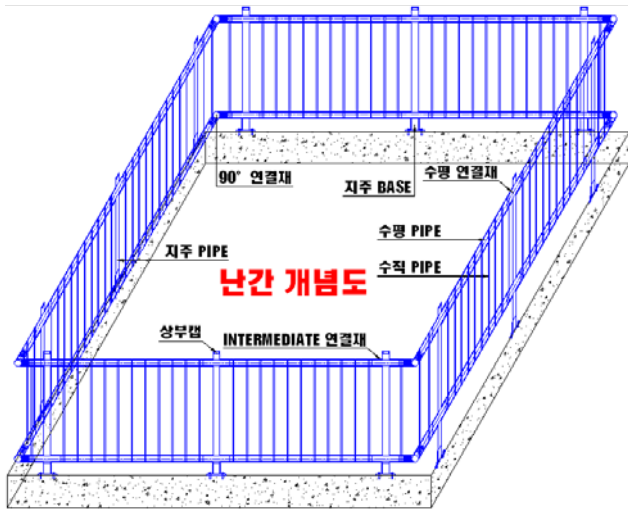 90° 연결재
지주 BASE
수평 연결재
수평 PIPE
지주 PIPE
수직 PIPE
난간 개념도
상부캡
INTERMEDIATE 연결재